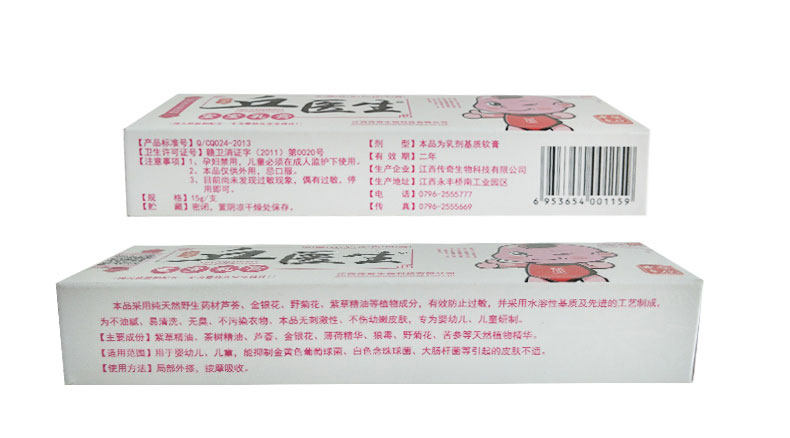 豆医生
【产品标准号】Q/CQ024-2013
【卫生许可证号】赣卫消证字（2011）第0020号
【注意事项】1、孕妇禁用，儿童必须在成人监护下使用。
2、本品仅供外用，忌口服。
3、目前尚未发现过敏现象，偶有过敏，停
用即可。
【规 格】15g/支
【贮 藏】密闭，置阴凉干燥处保存。
【剂 型】本品为乳剂基质软膏
【有 效 期】二年
【生产企业】江西传奇生物科技有限公司
【生产地址】江西永丰桥南工业园区
【电 话】0796-2555777
【传 真】0796-2555669
6 953654 001159
豆医生
本品采用纯天然野生药材芦荟、金银花、野菊花、紫草精油等植物成分，有效防止过敏，并采用水溶性基质及先进的工艺制成，
为不油腻、易清洗、无臭、不污染衣物、本品无刺激性、不伤幼嫩皮肤，专为婴幼儿、儿童研制。
【主要成份】紫草精油、茶树精油、芦荟、金银花、薄荷精华、狼毒、野菊花、苦参等天然植物精华。
【适用范围】用于婴幼儿、儿童，能抑制金黄色葡萄球菌、白色念珠球菌、大肠杆菌等引起的皮肤不适。
【使用方法】局部外搽，按摩吸收。